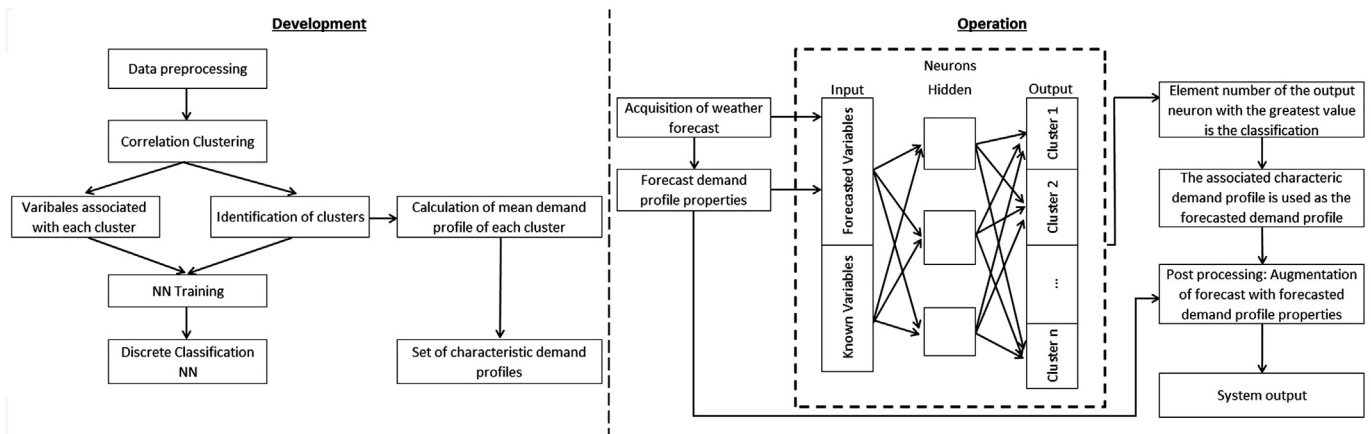 Development
Data preprocessing
Correlation Clustering
Varibales associated
with each cluster
Identification of clusters
Calculation of mean demand
profile of each cluster
NN Training
Discrete Classification
NN
Set of characteristic demand
profiles
Operation
Acquisition of weather
forecast
Forecast demand
profile properties
Neurons
Input
Hidden
Output
Forecasted Variables
Known Variables
Cluster 1
Cluster 2
...
Cluster n
Element number of the output
neuron with the greatest value
is the classification
The associated characteric
demand profile is used as the
forecasted demand profile
Post processing: Augmentation
of forecast with forecasted
demand profile properties
System output